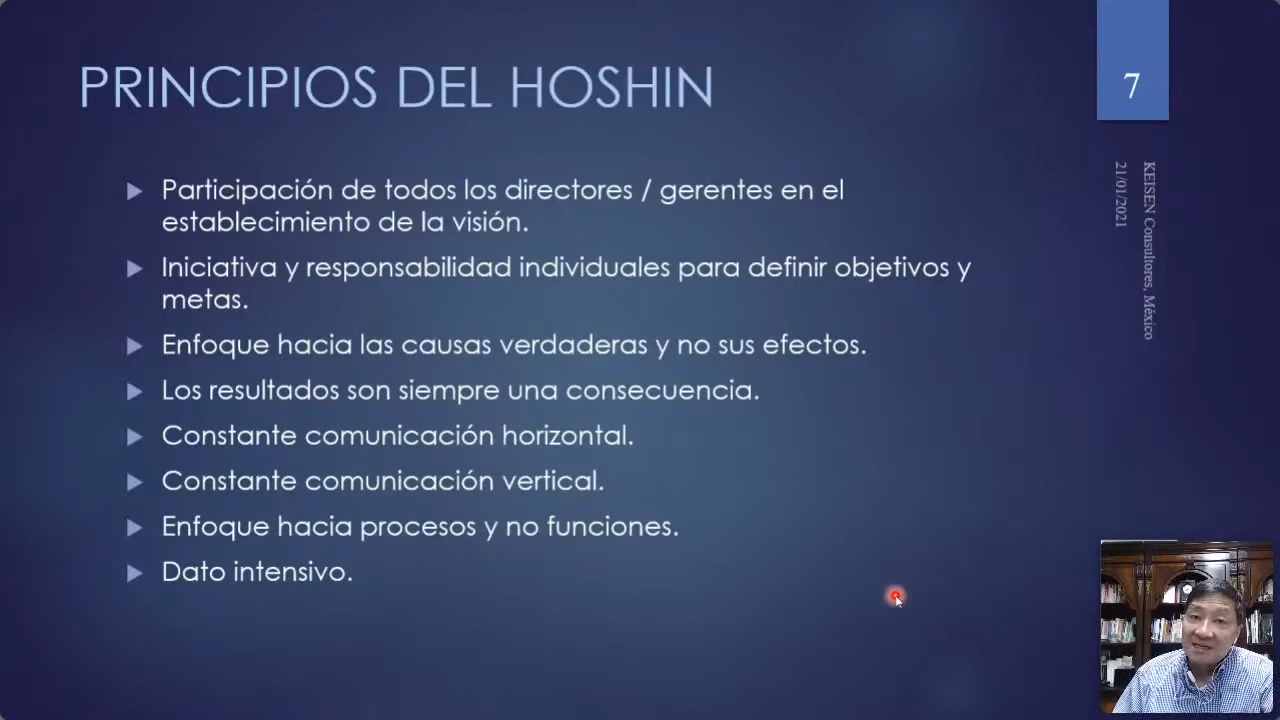 PRINCIPIOS DEL HOSHIN
7
Participación de todos los directores / gerentes en el
establecimiento de la visión.
Iniciativa y responsabilidad individuales para definir objetivos y
metas.
Enfoque hacia las causas verdaderas y no sus efectos.
Los resultados son siempre una consecuencia.
Constante comunicación horizontal.
Constante comunicación vertical.
Enfoque hacia procesos y no funciones.
Dato intensivo.
KEISEN Consultores, México
21/01/2021